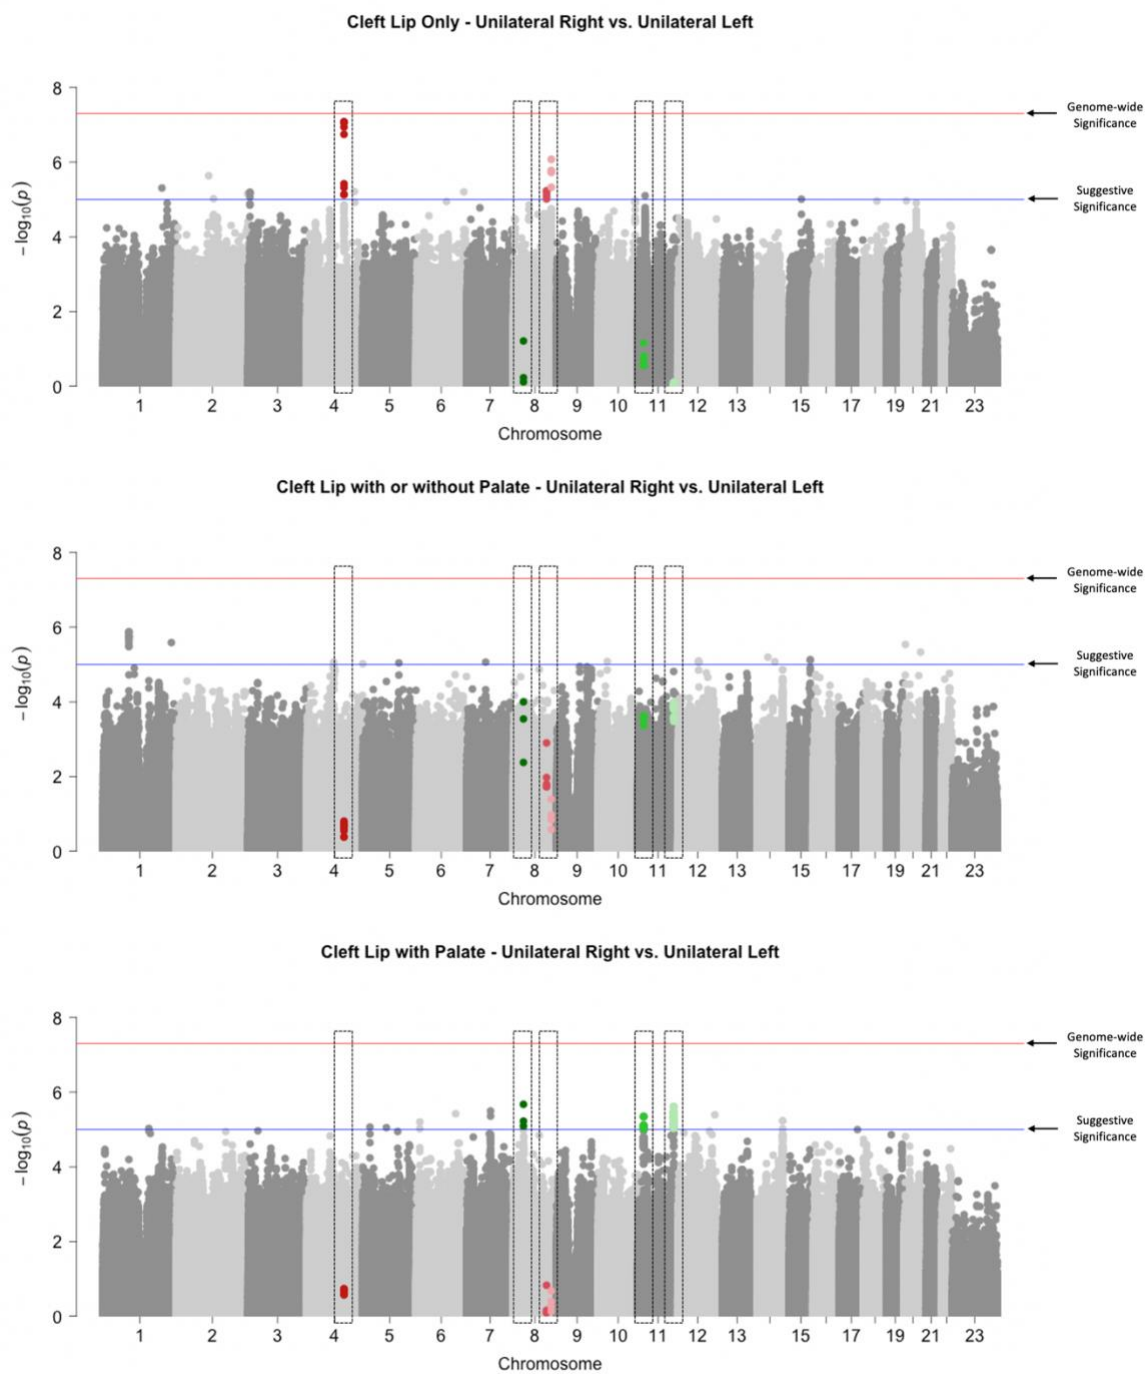 Cleft Lip Only - Unilateral Right vs. Unilateral Left
8
Genome-wide
Significance
6
Suggestive
Significance
−log10(p)
4
2
0
1 2 3 4 5 6 7 8 9 10 11 12 13 15 17 19 21 23
Chromosome
Cleft Lip with or without Palate - Unilateral Right vs. Unilateral Left
8
Genome-wide
Significance
6
Suggestive
Significance
−log10(p)
4
2
0
1 2 3 4 5 6 7 8 9 10 11 12 13 15 17 19 21 23
Chromosome
Cleft Lip with Palate - Unilateral Right vs. Unilateral Left
8
Genome-wide
Significance
6
Suggestive
Significance
−log10(p)
4
2
0
1 2 3 4 5 6 7 8 9 10 11 12 13 15 17 19 21 23
Chromosome